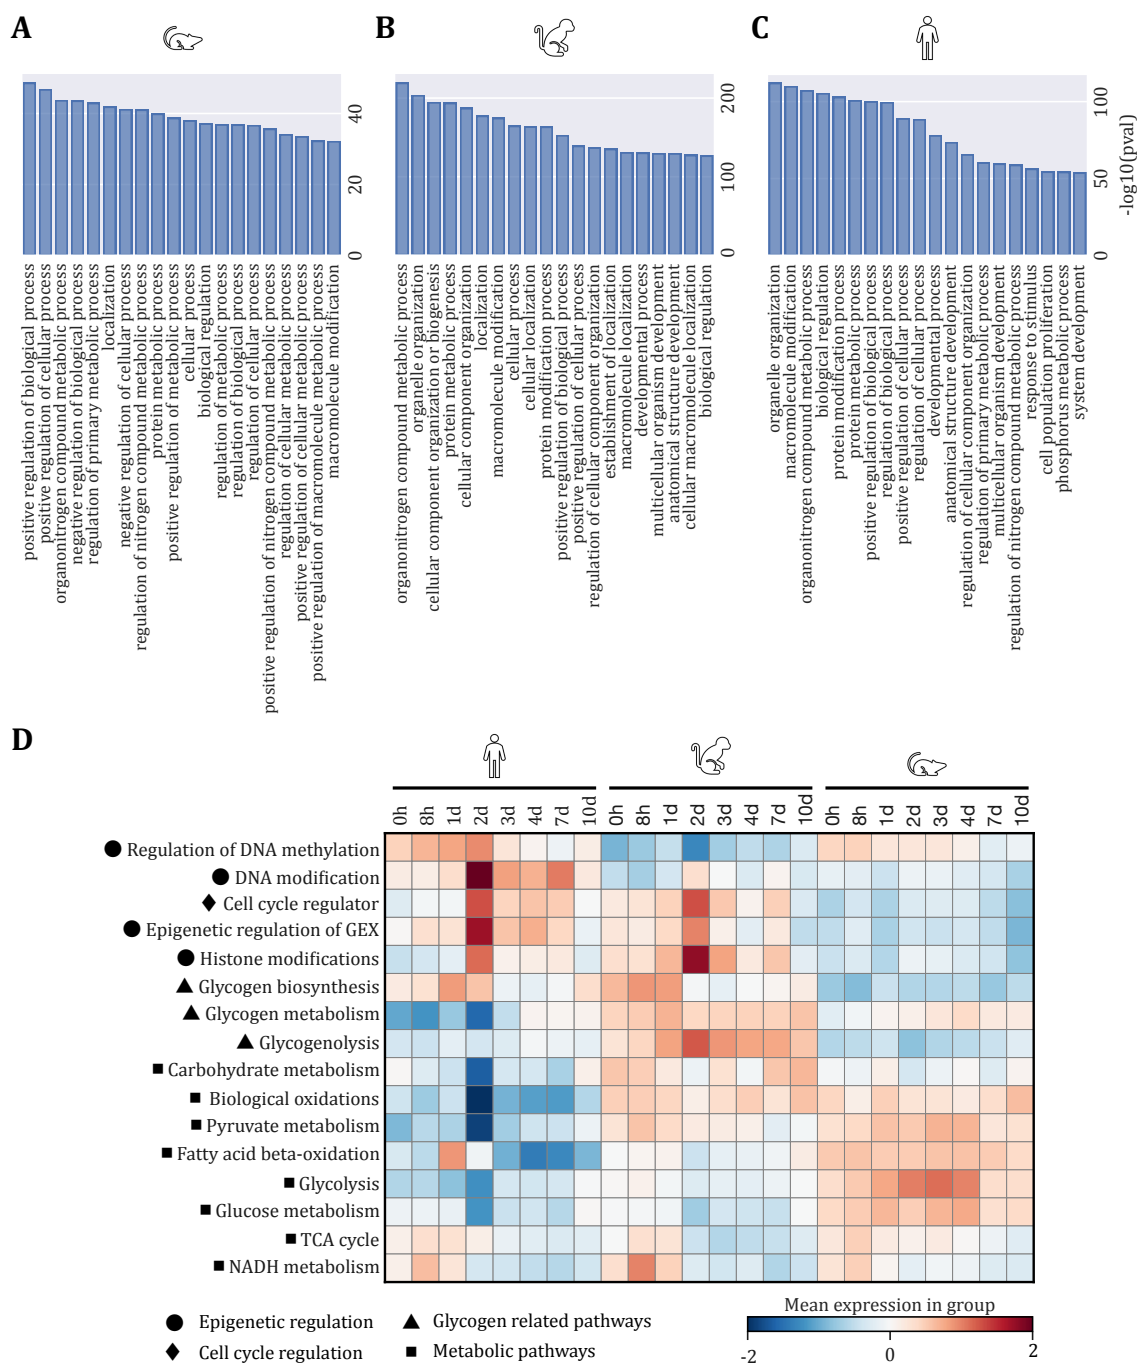 A
B
C
40
20
0
200
100
0
100
50
0
-log10(pval)
positive regulation of biological process
positive regulation of cellular process
organonitrogen compound metabolic process
negative regulation of biological process
regulation of primary metabolic process
localization
negative regulation of cellular process
regulation of nitrogen compound metabolic process
protein metabolic process
positive regulation of metabolic process
cellular process
biological regulation
regulation of metabolic process
regulation of biological process
regulation of cellular process
positive regulation of nitrogen compound metabolic process
regulation of cellular metabolic process
positive regulation of cellular metabolic process
positive regulation of macromolecule metabolic process
macromolecule modification
organonitrogen compound metabolic process
organelle organization
cellular component organization or biogenesis
protein metabolic process
cellular component organization
localization
macromolecule modification
cellular process
cellular localization
protein modification process
positive regulation of biological process
positive regulation of cellular process
regulation of cellular component organization
establishment of localization
macromolecule localization
developmental process
multicellular organism development
anatomical structure development
cellular macromolecule localization
biological regulation
organelle organization
macromolecule modification
organonitrogen compound metabolic process
biological regulation
protein modification process
protein metabolic process
positive regulation of biological process
regulation of biological process
positive regulation of cellular process
regulation of cellular process
developmental process
anatomical structure development
regulation of cellular component organization
regulation of primary metabolic process
multicellular organism development
regulation of nitrogen compound metabolic process
response to stimulus
cell population proliferation
phosphorus metabolic process
system development
D
0h 8h 1d 2d 3d 4d 7d 10d 0h 8h 1d 2d 3d 4d 7d 10d 0h 8h 1d 2d 3d 4d 7d 10d
Regulation of DNA methylation
DNA modification
Cell cycle regulator
Epigenetic regulation of GEX
Histone modifications
Glycogen biosynthesis
Glycogen metabolism
Glycogenolysis
Carbohydrate metabolism
Biological oxidations
Pyruvate metabolism
Fatty acid beta-oxidation
Glycolysis
Glucose metabolism
TCA cycle
NADH metabolism
Epigenetic regulation
Glycogen related pathways
Cell cycle regulation
Metabolic pathways
Mean expression in group
-2 0 2